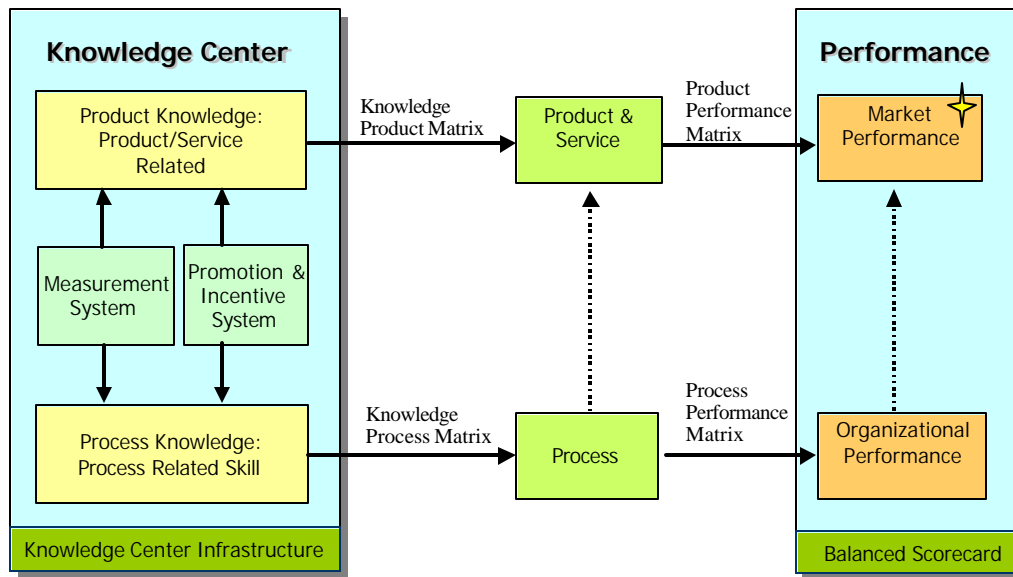 Knowledge Center
Product Knowledge:
Product/Service
Related
Measurement
System
Promotion &
Incentive
System
Process Knowledge:
Process Related Skill
Knowledge Center Infrastructure
Knowledge
Product Matrix
Product &
Service
Product
Performance
Matrix
Knowledge
Process Matrix
Process
Process
Performance
Matrix
Performance
Market
Performance
Organizational
Performance
Balanced Scorecard